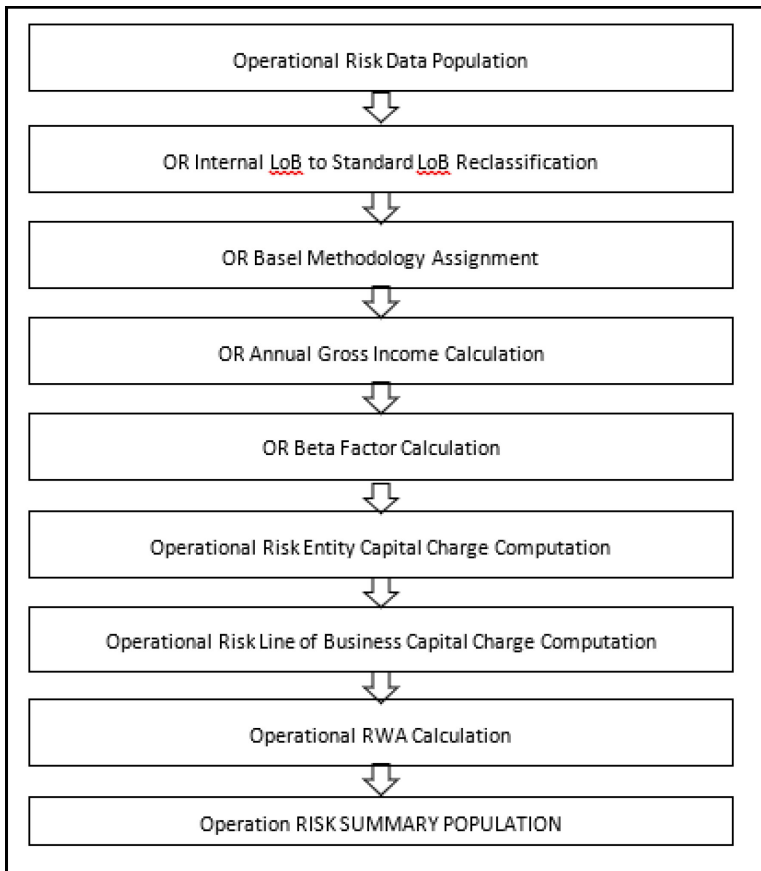 Operational Risk Data Population
OR Internal LoB to Standard LoB Reclassification
OR Basel Methodology Assignment
OR Annual Gross Income Calculation
OR Beta Factor Calculation
Operational Risk Entity Capital Charge Computation
Operational Risk Line of Business Capital Charge Computation
Operational RWA Calculation
Operation RISK SUMMARY POPULATION